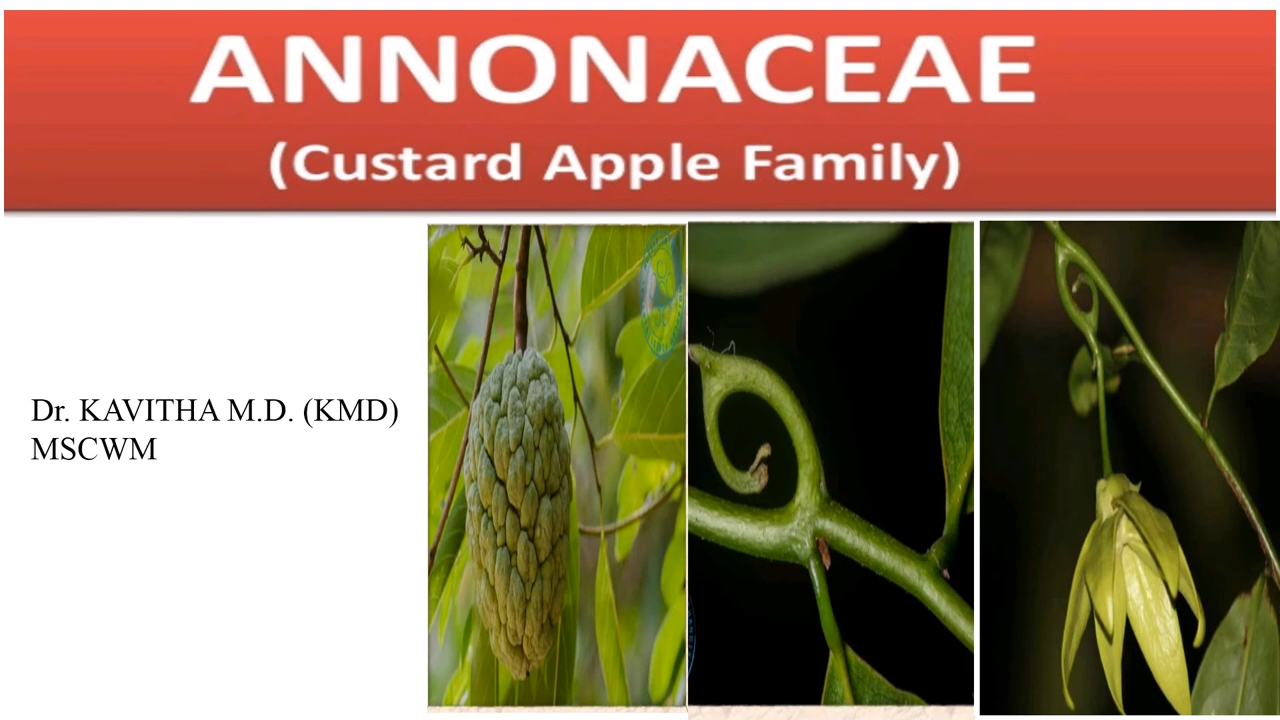 ANNONACEAE
(Custard Apple Family)
Dr. KAVITHA M.D. (KMD)
MSCWM